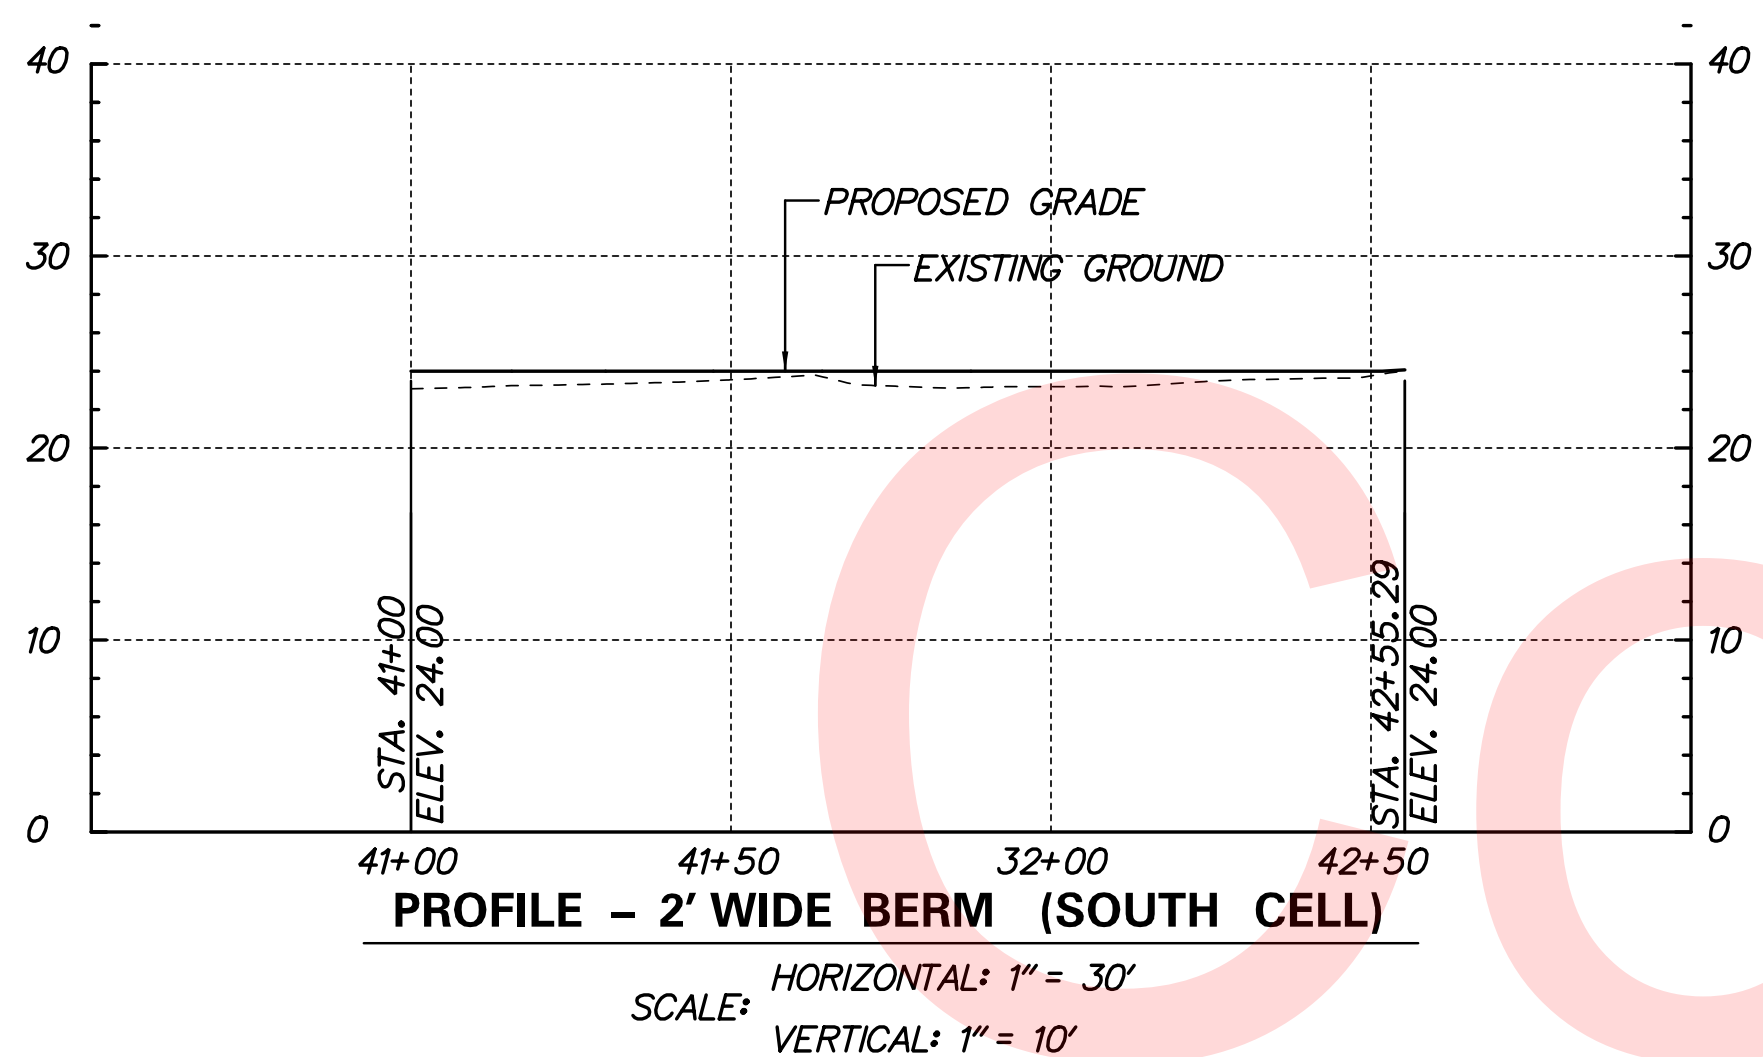 40 40
PROPOSED GRADE
30 30
EXISTING GROUND
20 20
STA. 41+00
ELEV. 24.00
STA. 42+55.29
ELEV. 24.00
10 10
0 0
41+00 41+50 32+00 42+50
PROFILE – 2' WIDE BERM (SOUTH CELL)
HORIZONTAL: 1" = 30'
SCALE:
VERTICAL: 1" = 10'